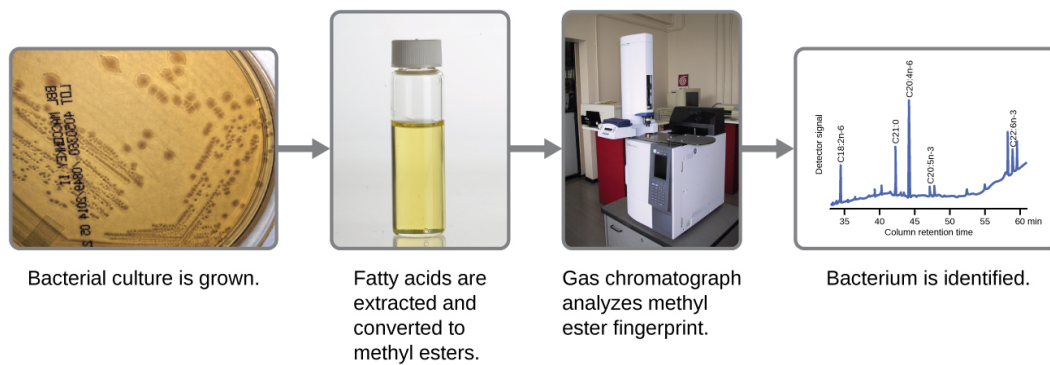 Bacterial culture is grown.
Fatty acids are
extracted and
converted to
methyl esters.
Gas chromatograph
analyzes methyl
ester fingerprint.
Detector signal
C18:2n-6
C21:0
C20:4n-6
C20:5n-3
C22:6n-3
35 40 45 50 55 60 min
Column retention time
Bacterium is identified.